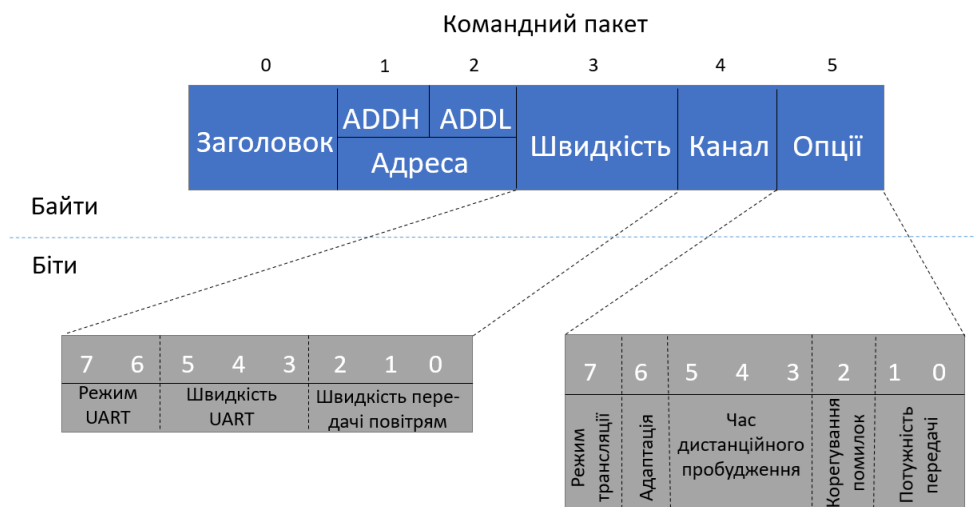 Командний пакет
0 1 2 3 4 5
ADDH ADDL
Заголовок Швидкість Канал Опції
Адреса
Байти
Біти
7 6 5 4 3 2 1 0
Режим Швидкість Швидкість пере-
UART UART дачі повітрям
7 6 5 4 3 2 1 0
Режим
трансляції
Адаптація
Час
дистанційного
пробудження
Корегування
помилок
Потужність
передачі